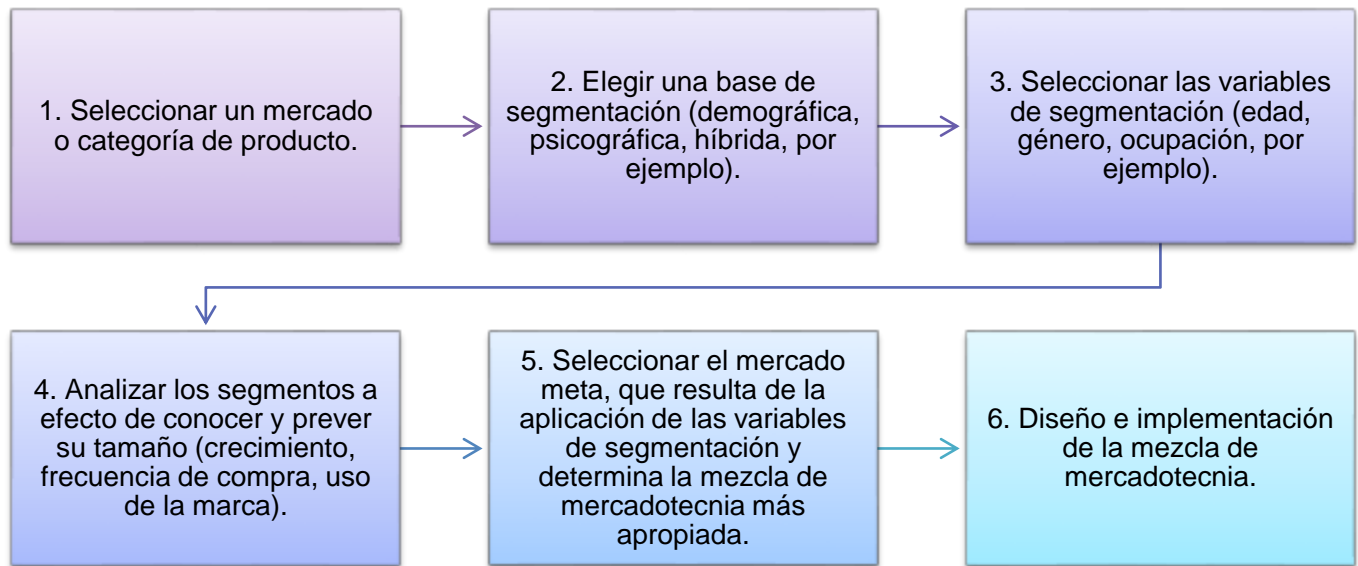 1. Seleccionar un mercado
o categoría de producto.
2. Elegir una base de
segmentación (demográfica,
psicográfica, híbrida, por
ejemplo).
3. Seleccionar las variables
de segmentación (edad,
género, ocupación, por
ejemplo).
4. Analizar los segmentos a
efecto de conocer y prever
su tamaño (crecimiento,
frecuencia de compra, uso
de la marca).
5. Seleccionar el mercado
meta, que resulta de la
aplicación de las variables
de segmentación y
determina la mezcla de
mercadotecnia más
apropiada.
6. Diseño e implementación
de la mezcla de
mercadotecnia.